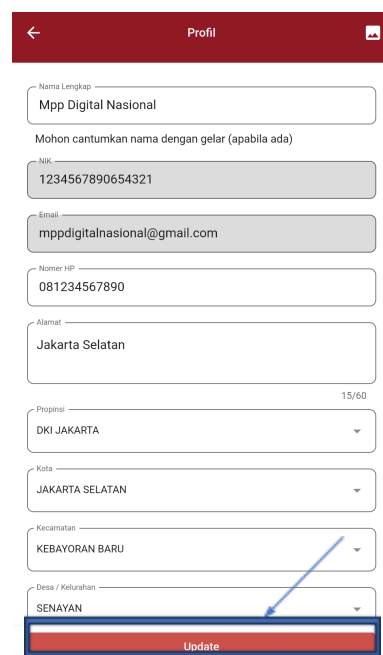 Profil
Nama Lengkap
Mpp Digital Nasional
Mohon cantumkan nama dengan gelar (apabila ada)
NIK
1234567890654321
Email
mppdigitalnasional@gmail.com
Nomer HP
081234567890
Alamat
Jakarta Selatan
15/60
Propinsi
DKI JAKARTA
Kota
JAKARTA SELATAN
Kecamatan
KEBAYORAN BARU
Desa / Kelurahan
SENAYAN
Update